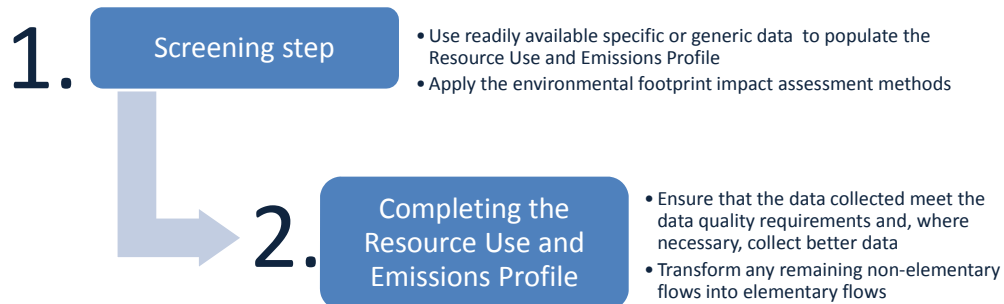 1.
Screening step
• Use readily available specific or generic data to populate the
Resource Use and Emissions Profile
• Apply the environmental footprint impact assessment methods
2.
Completing the
Resource Use and
Emissions Profile
• Ensure that the data collected meet the
data quality requirements and, where
necessary, collect better data
• Transform any remaining non-elementary
flows into elementary flows